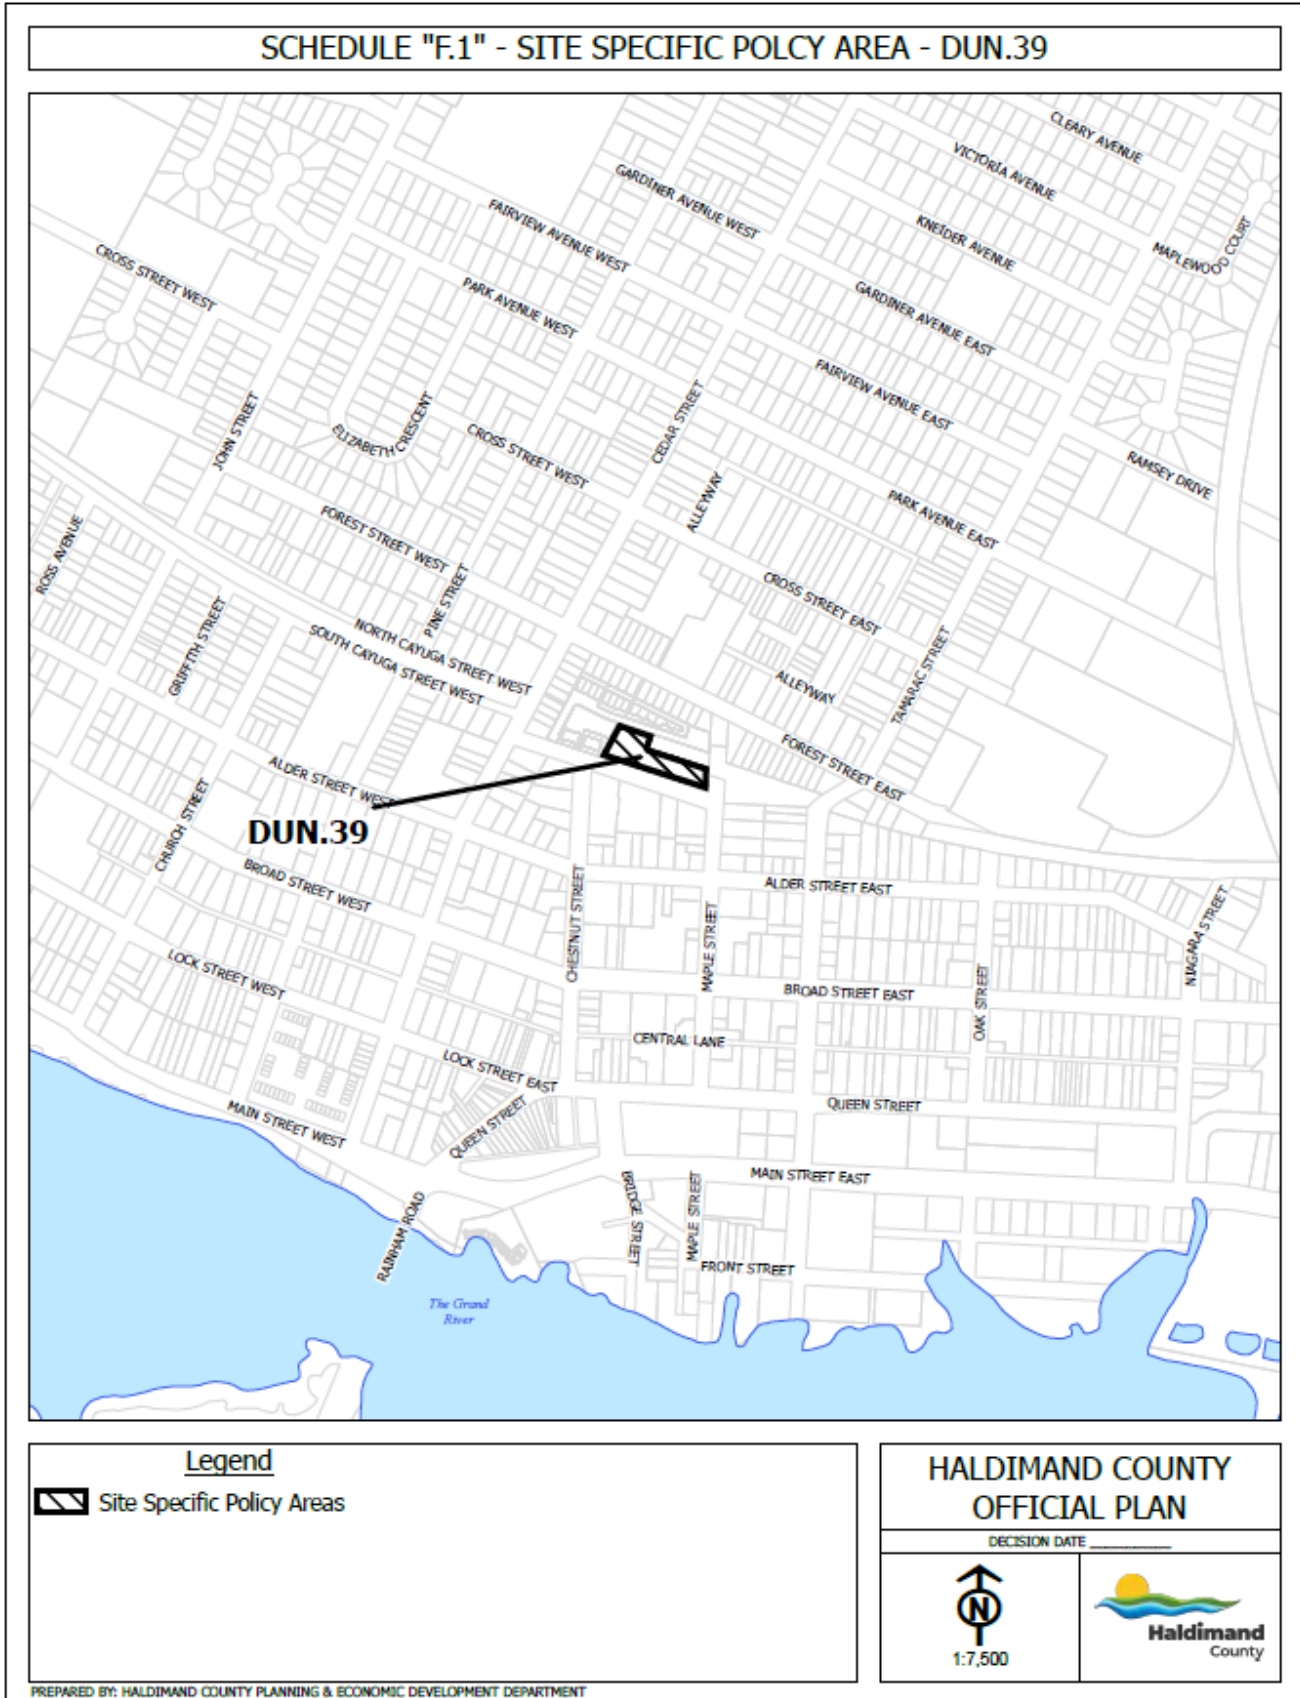 SCHEDULE "F.1" - SITE SPECIFIC POLCY AREA - DUN.39
CLEARY AVENUE
VICTORIA AVENUE
GARDINER AVENUE WEST
FAIRVIEW AVENUE WEST
KNEIDER AVENUE
MAPLEWOOD COURT
CROSS STREET WEST
PARK AVENUE WEST
GARDINER AVENUE EAST
FAIRVIEW AVENUE EAST
JOHN STREET
ELIZABETH CRESCENT
CEDAR STREET
CROSS STREET WEST
RAMSEY DRIVE
ALLEYWAY
PARK AVENUE EAST
ROSS AVENUE
FOREST STREET WEST
PINE STREET
CROSS STREET EAST
GRIFFITH STREET
NORTH CAYUGA STREET WEST
SOUTH CAYUGA STREET WEST
TAMARAC STREET
ALLEYWAY
FOREST STREET EAST
ALDER STREET WEST
DUN.39
CHURCH STREET
BROAD STREET WEST
ALDER STREET EAST
CHESTNUT STREET
MAPLE STREET
NIAGARA STREET
LOCK STREET WEST
BROAD STREET EAST
OAK STREET
CENTRAL LANE
LOCK STREET EAST
MAIN STREET WEST
QUEEN STREET
QUEEN STREET
MAIN STREET EAST
RAINHAM ROAD
BRIDGE STREET
MAPLE STREET
FRONT STREET
The Grand
River
Legend
Site Specific Policy Areas
HALDIMAND COUNTY
OFFICIAL PLAN
DECISION DATE __________
N
1:7,500
Haldimand
County
PREPARED BY: HALDIMAND COUNTY PLANNING & ECONOMIC DEVELOPMENT DEPARTMENT